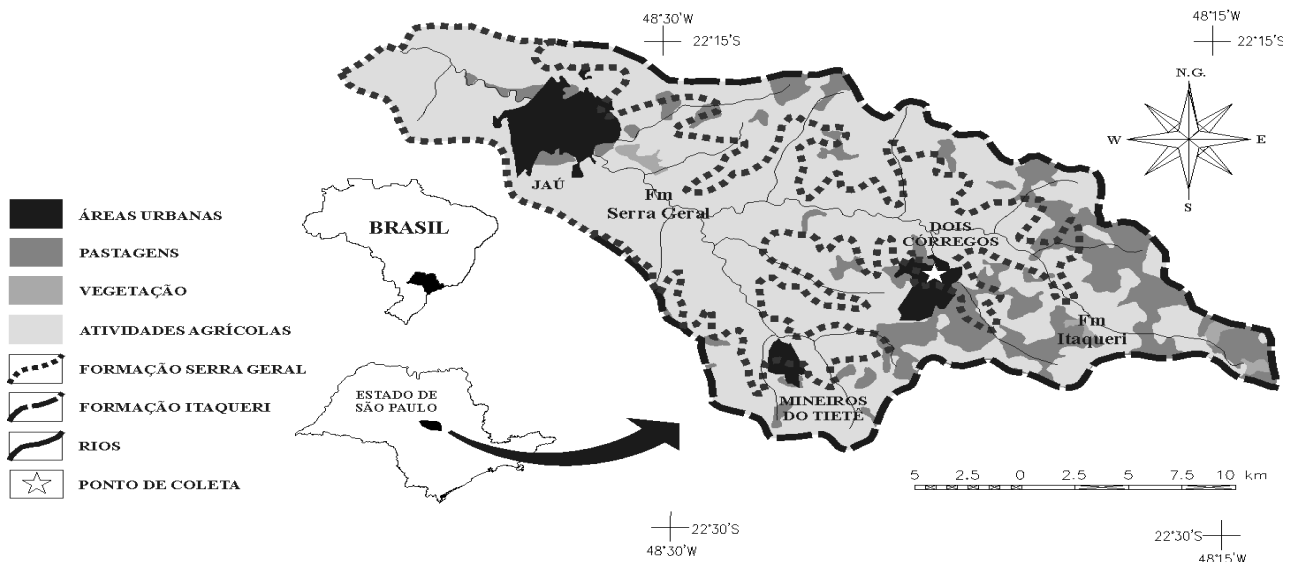 48°30'W
22°15'S
48°15'W
22°15'S
N.G.
W
E
S
JAÚ
Fm
Serra Geral
DOIS
CÓRREGOS
Fm
Itaqueri
MINEIROS
DO TIETÊ
BRASIL
ESTADO DE
SÃO PAULO
ÁREAS URBANAS
PASTAGENS
VEGETAÇÃO
ATIVIDADES AGRÍCOLAS
FORMAÇÃO SERRA GERAL
FORMAÇÃO ITAQUERI
RIOS
PONTO DE COLETA
5 2.5 0 2.5 5 7.5 10 km
22°30'S
48°30'W
22°30'S
48°15'W